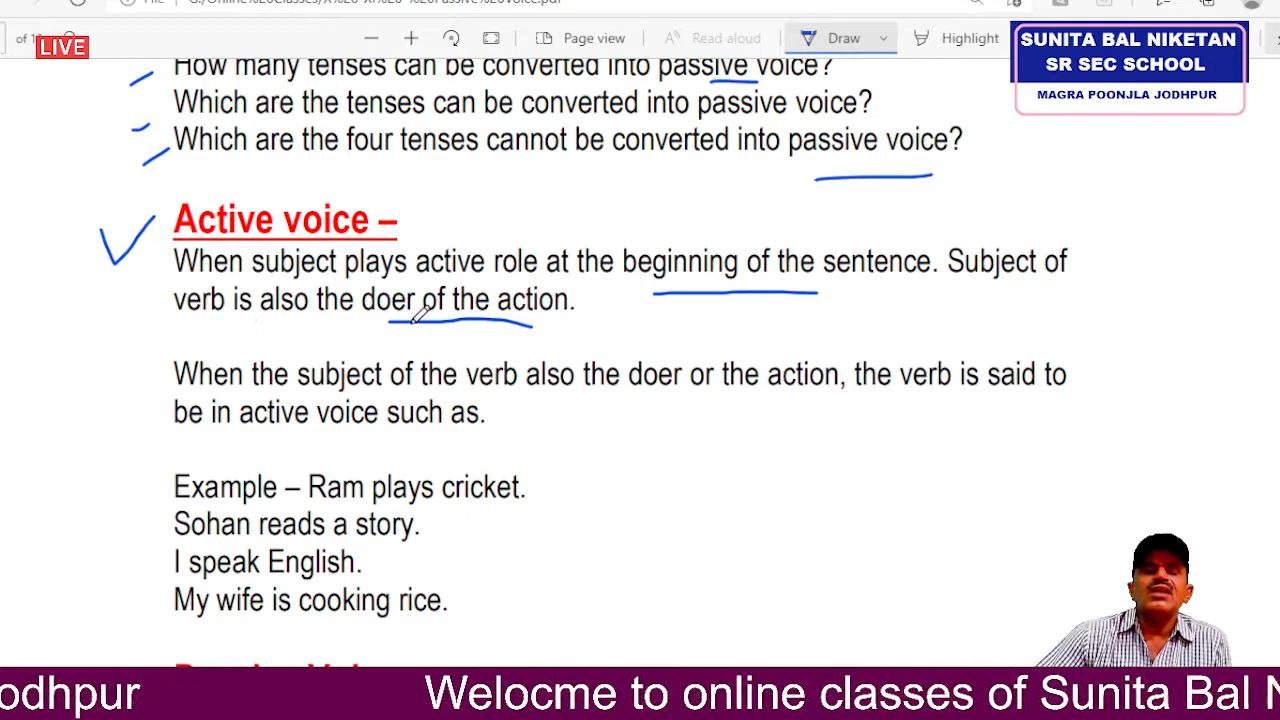 of 1
LIVE
Page view
Read aloud
Draw
Highlight
SUNITA BAL NIKETAN
SR SEC SCHOOL
MAGRA POONJLA JODHPUR
How many tenses can be converted into passive voice?
Which are the tenses can be converted into passive voice?
Which are the four tenses cannot be converted into passive voice?
Active voice –
When subject plays active role at the beginning of the sentence. Subject of
verb is also the doer of the action.
When the subject of the verb also the doer or the action, the verb is said to
be in active voice such as.
Example – Ram plays cricket.
Sohan reads a story.
I speak English.
My wife is cooking rice.
odhpur Welocme to online classes of Sunita Bal N